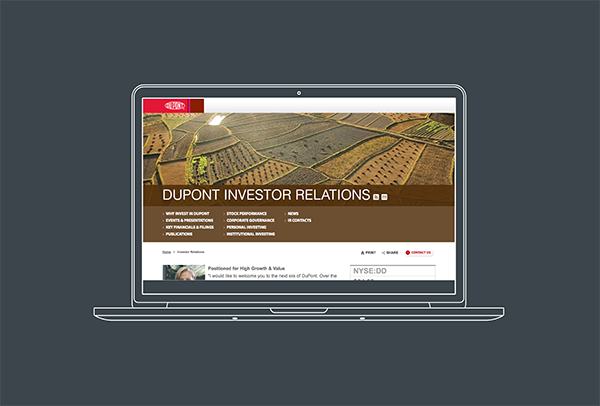 DUPONT
DUPONT INVESTOR RELATIONS
WHY INVEST IN DUPONT
EVENTS & PRESENTATIONS
KEY FINANCIALS & FILINGS
PUBLICATIONS
STOCK PERFORMANCE
CORPORATE GOVERNANCE
PERSONAL INVESTING
INSTITUTIONAL INVESTING
NEWS
IR CONTACTS
Home > Investor Relations
PRINT SHARE CONTACT US
Positioned for High Growth & Value
"I would like to welcome you to the next era of DuPont. Over the
NYSE:DD